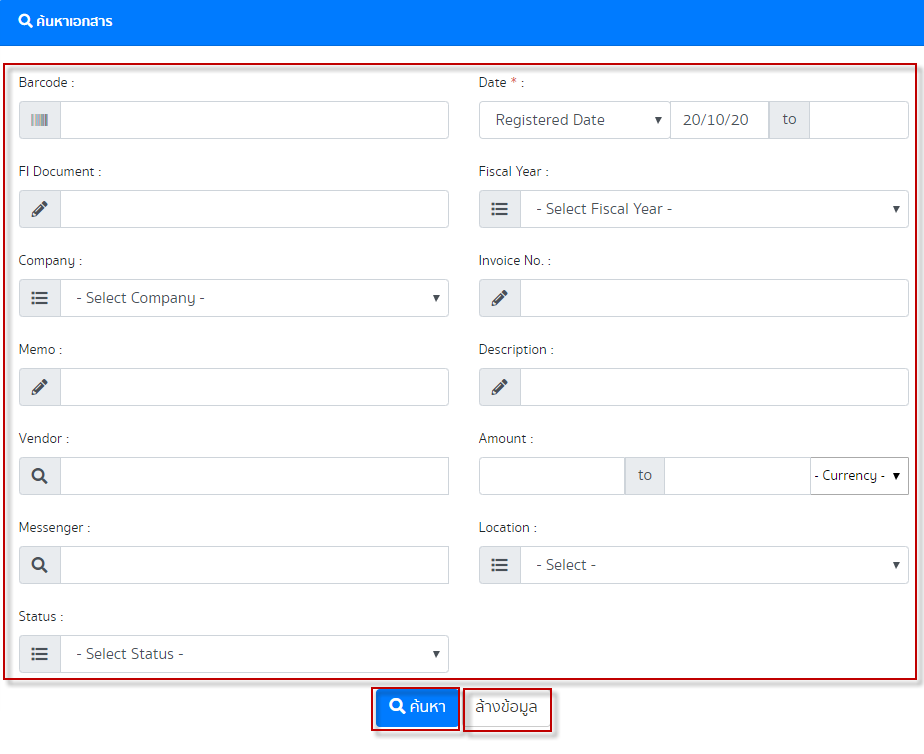 ค้นหาเอกสาร
Barcode :
Date * :
Registered Date 20/10/20 to
FI Document :
Fiscal Year :
- Select Fiscal Year -
Company :
Invoice No. :
- Select Company -
Memo :
Description :
Vendor :
Amount :
to - Currency -
Messenger :
Location :
- Select -
Status :
- Select Status -
ค้นหา ล้างข้อมูล